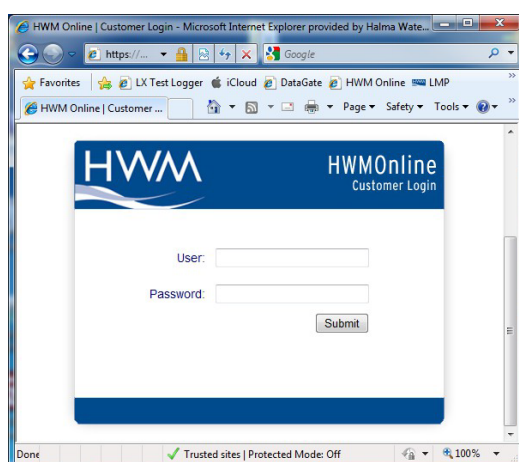 HWM Online | Customer Login - Microsoft Internet Explorer provided by Halma Wate...
https://...
Google
Favorites LX Test Logger iCloud DataGate HWM Online LMP
HWM Online | Customer ... Page Safety Tools
HWM HWMOnline
Customer Login
User:
Password:
Submit
Done Trusted sites | Protected Mode: Off 100%